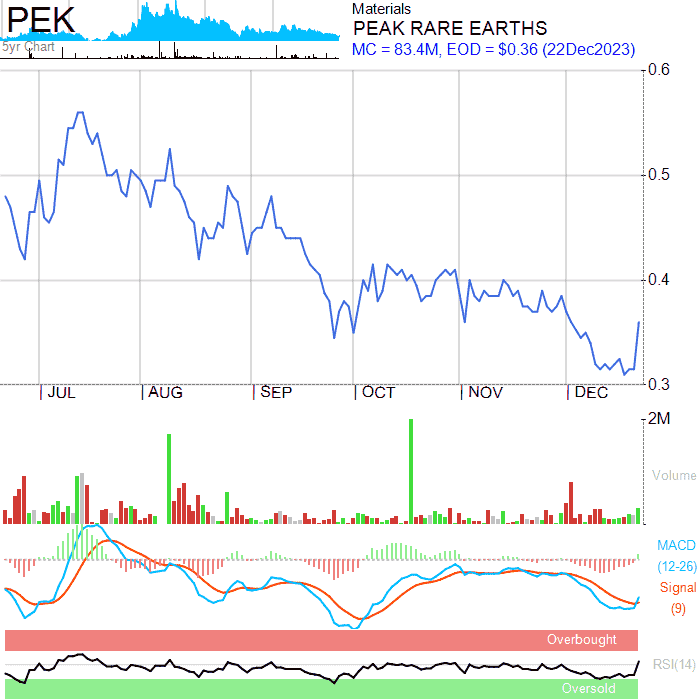 PEK
5yr Chart
Materials
PEAK RARE EARTHS
MC = 83.4M, EOD = $0.36 (22Dec2023)
0.6
0.5
0.4
0.3
JUL AUG SEP OCT NOV DEC
2M
Volume
MACD
(12-26)
Signal
(9)
Overbought
RSI(14)
Oversold